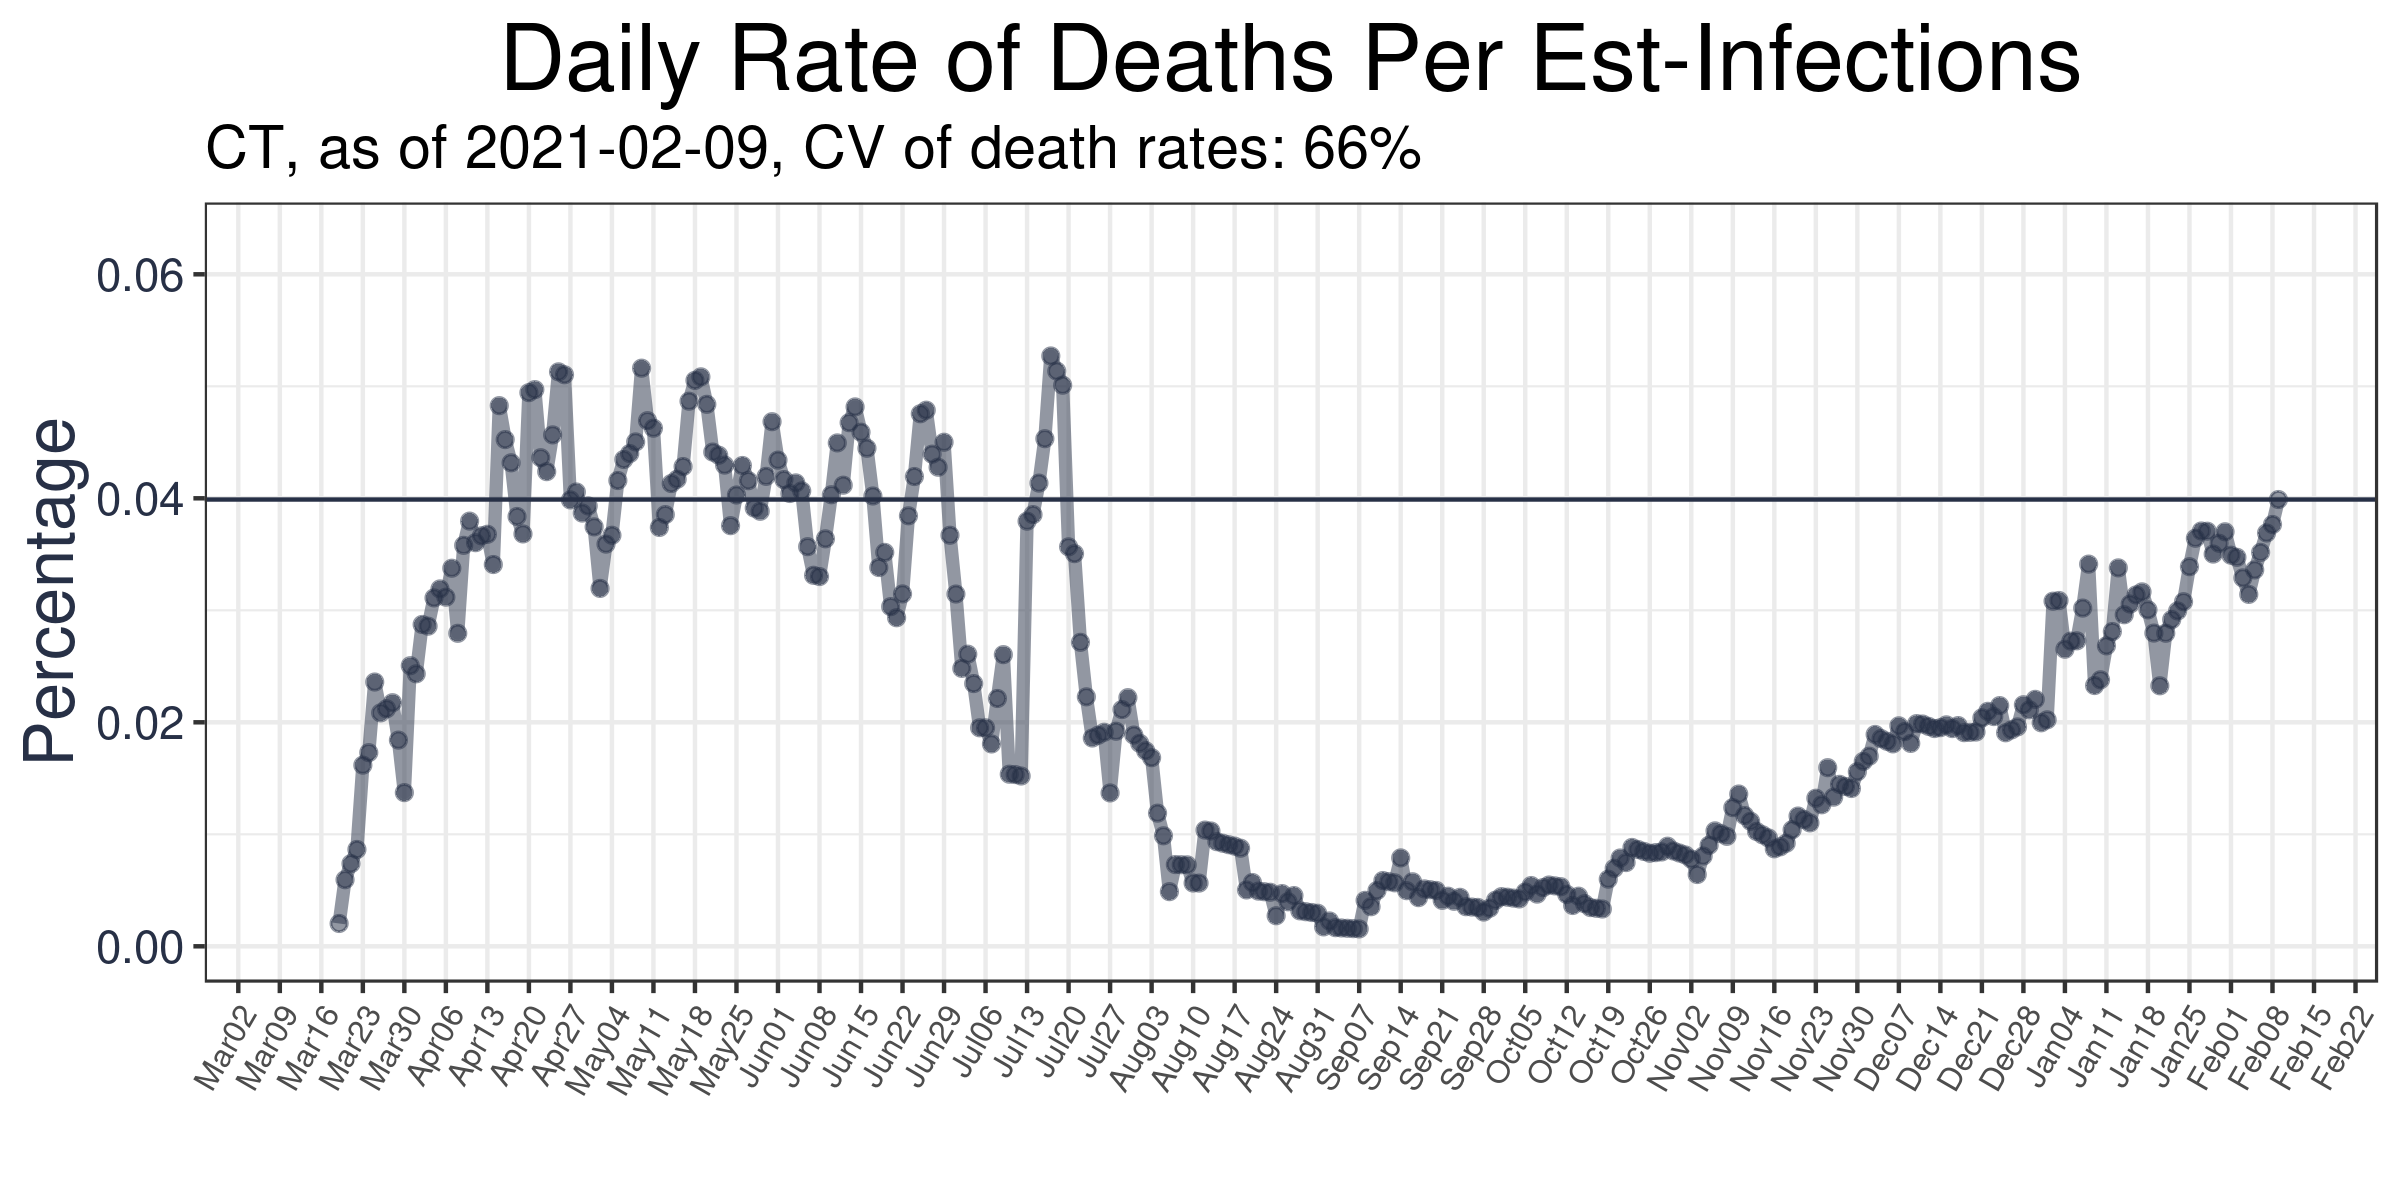 Daily Rate of Deaths Per Est-Infections
CT, as of 2021-02-09, CV of death rates: 66%
Percentage
0.06
0.04
0.02
0.00
Mar02
Mar09
Mar16
Mar23
Mar30
Apr06
Apr13
Apr20
Apr27
May04
May11
May18
May25
Jun01
Jun08
Jun15
Jun22
Jun29
Jul06
Jul13
Jul20
Jul27
Aug03
Aug10
Aug17
Aug24
Aug31
Sep07
Sep14
Sep21
Sep28
Oct05
Oct12
Oct19
Oct26
Nov02
Nov09
Nov16
Nov23
Nov30
Dec07
Dec14
Dec21
Dec28
Jan04
Jan11
Jan18
Jan25
Feb01
Feb08
Feb15
Feb22